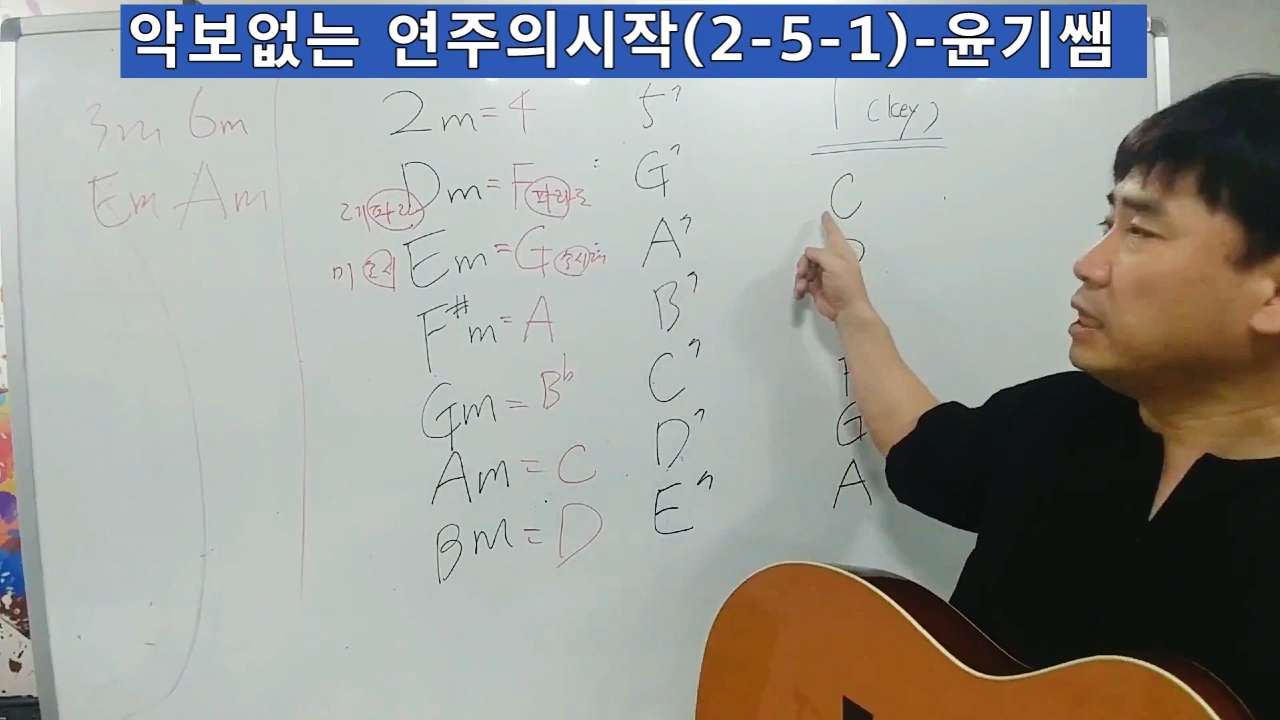 악보없는 연주의시작(2-5-1)-윤기쌤
3m 6m 2m=4 57 1 (key)
Em Am Dm=F G7 C
레파라 파라도
Em=G A7
미솔시 솔시레
F#m=A B7
Gm=Bb C7 F
Am=C D7 G
Bm=D E7 A